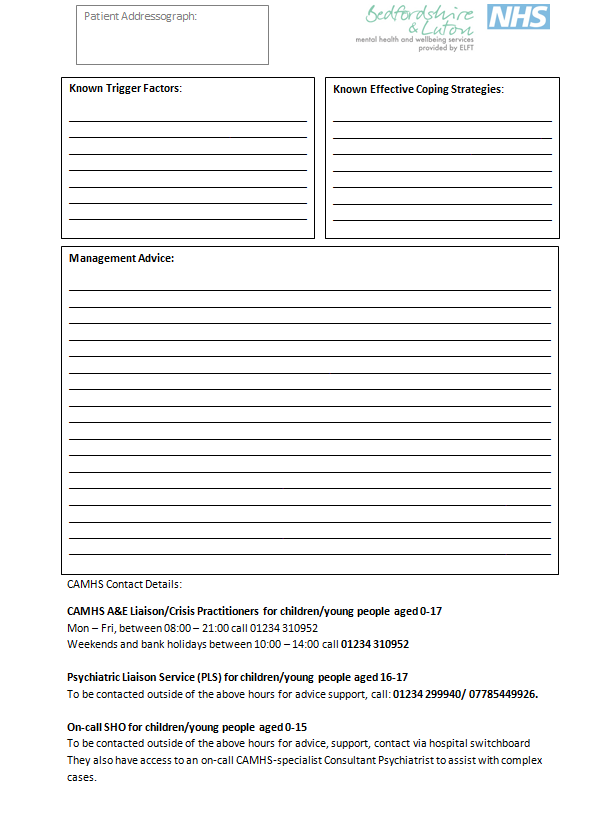 Patient Addressograph:
Bedfordshire
& Luton
mental health and wellbeing services
provided by ELFT
NHS
Known Trigger Factors:
Known Effective Coping Strategies:
Management Advice:
CAMHS Contact Details:
CAMHS A&E Liaison/Crisis Practitioners for children/young people aged 0-17
Mon – Fri, between 08:00 – 21:00 call 01234 310952
Weekends and bank holidays between 10:00 – 14:00 call 01234 310952
Psychiatric Liaison Service (PLS) for children/young people aged 16-17
To be contacted outside of the above hours for advice support, call: 01234 299940/ 07785449926.
On-call SHO for children/young people aged 0-15
To be contacted outside of the above hours for advice, support, contact via hospital switchboard
They also have access to an on-call CAMHS-specialist Consultant Psychiatrist to assist with complex
cases.